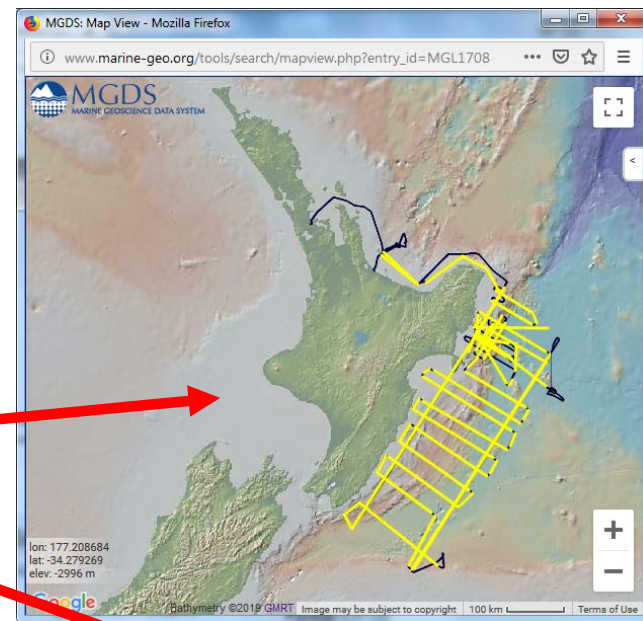 MGDS: Map View - Mozilla Firefox
www.marine-geo.org/tools/search/mapview.php?entry_id=MGL1708
MGDS
MARINE GEOSCIENCE DATA SYSTEM
<
+
−
lon: 177.208684
lat: -34.279269
elev: -2996 m
Google
Bathymetry ©2019 GMRT
Image may be subject to copyright
100 km
Terms of Use